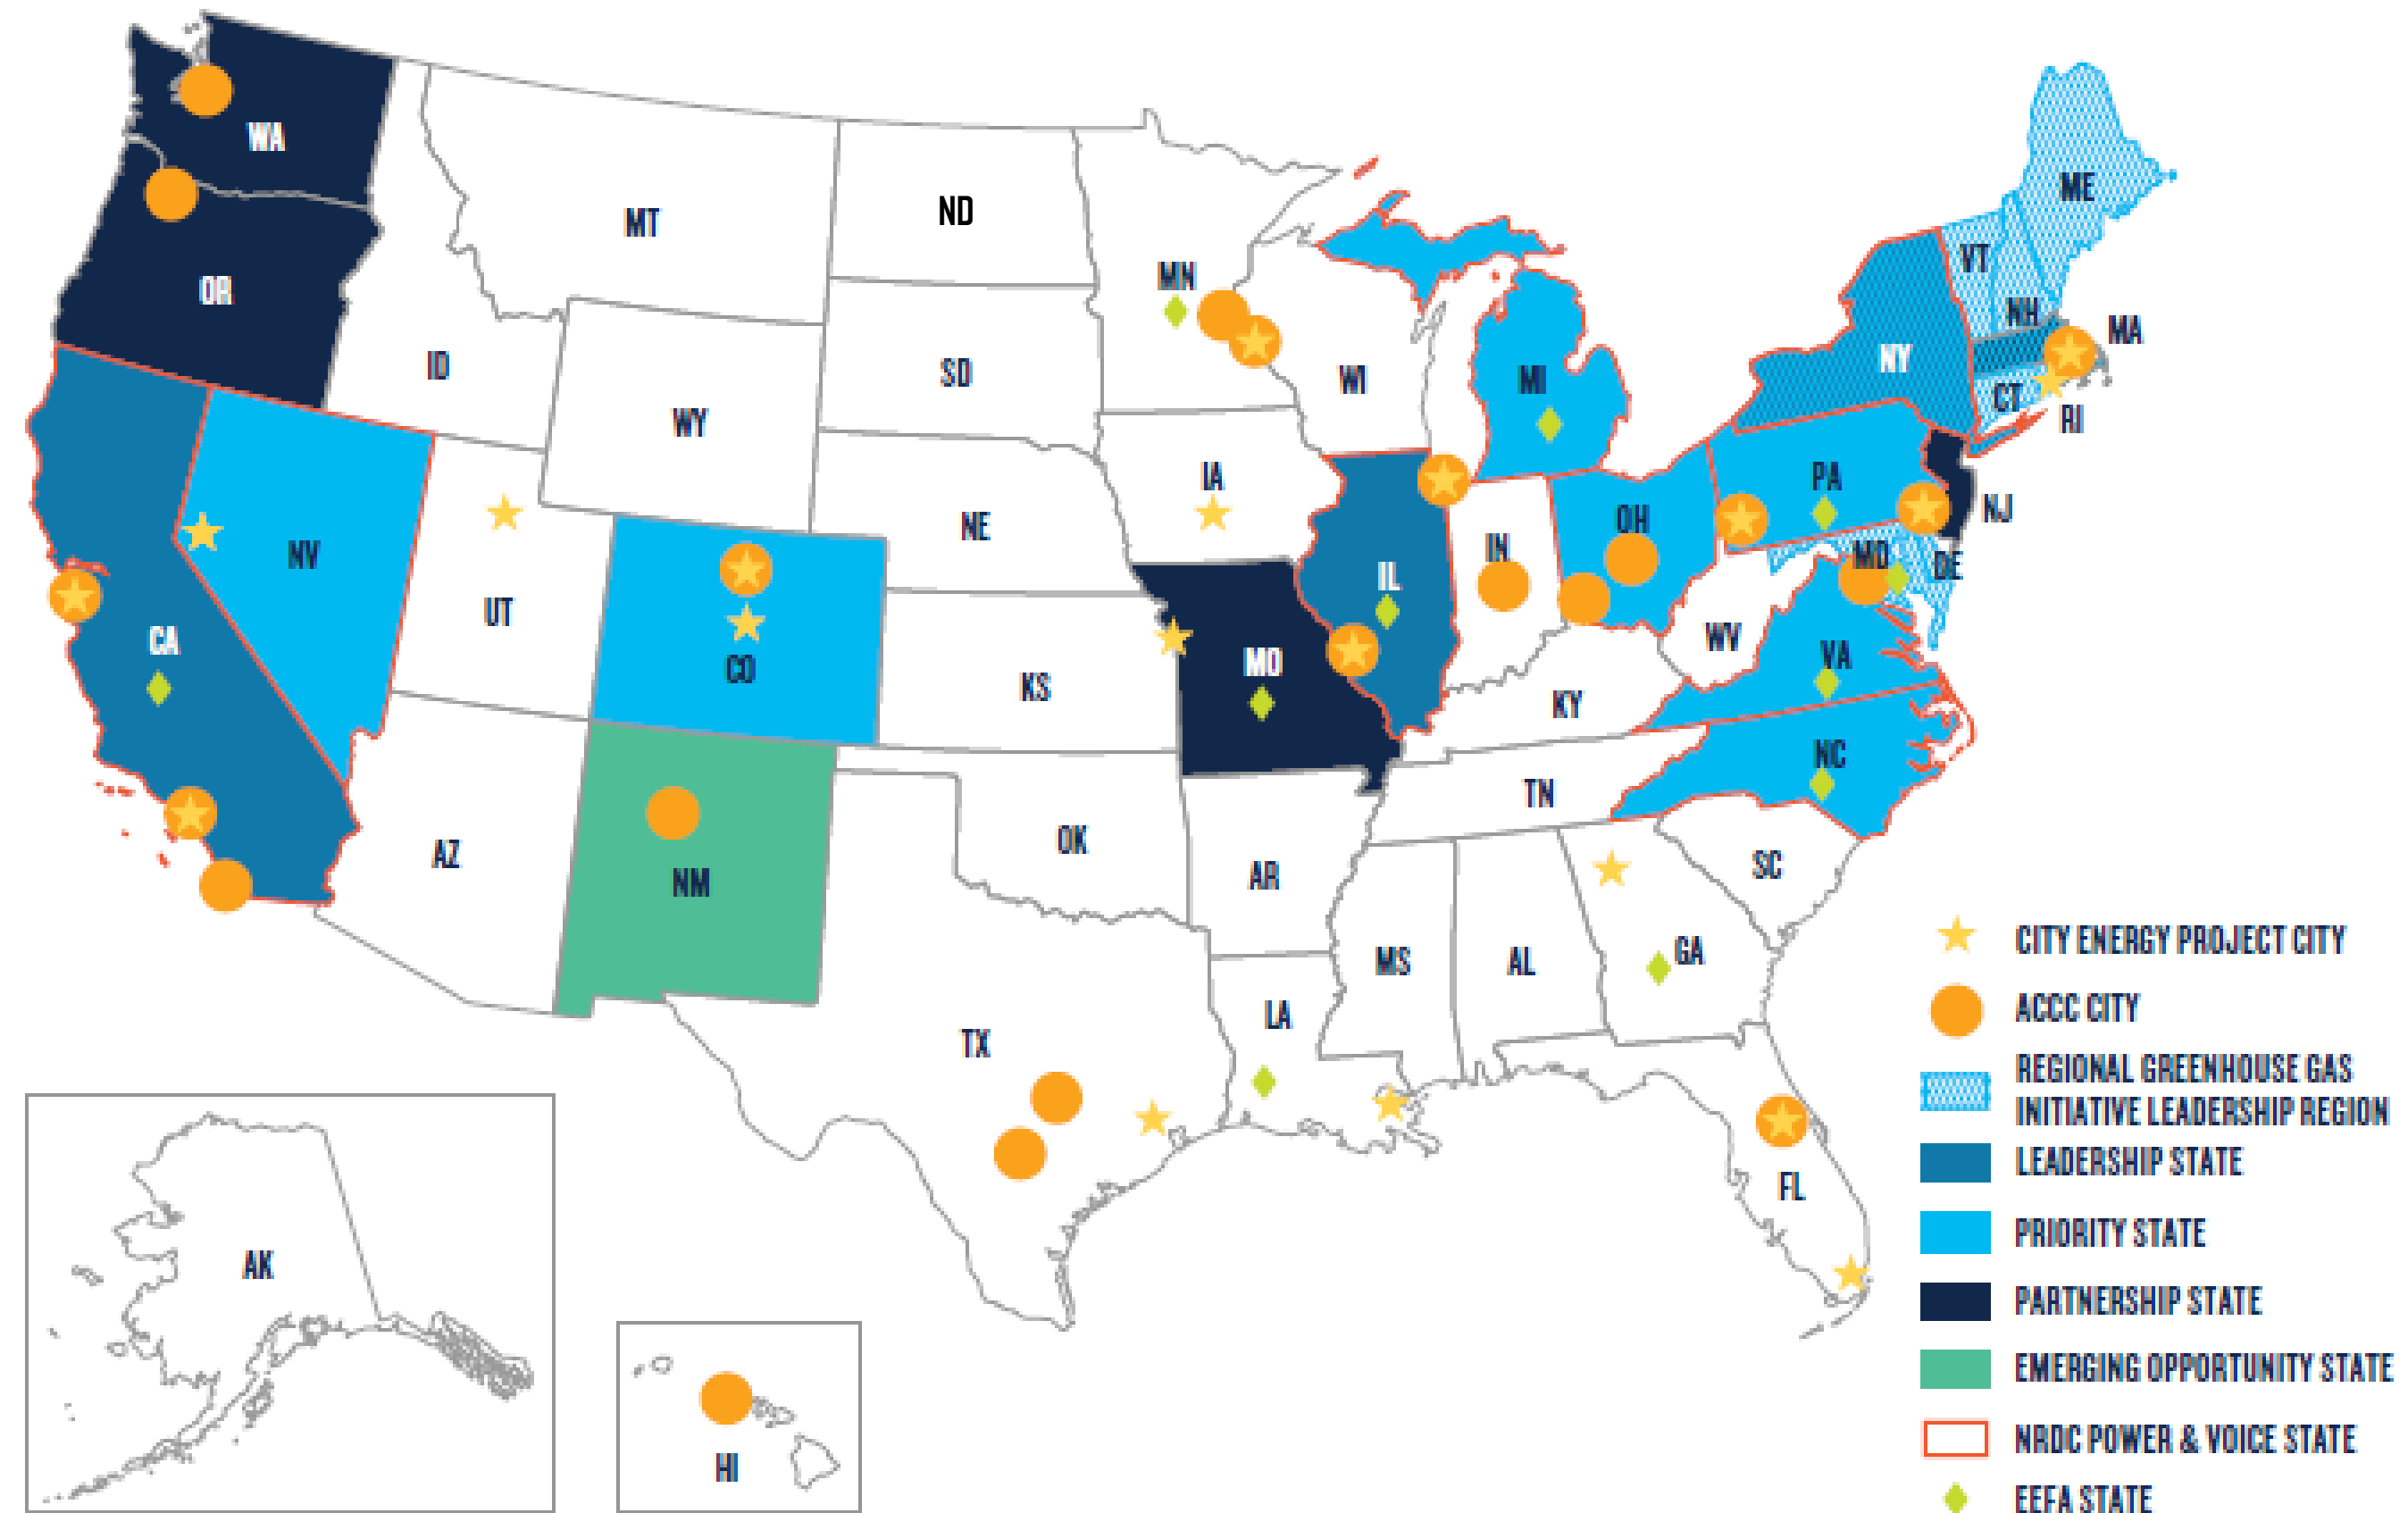 WA
MT
ND
ME
VT
MN
OR
NH
MA
NY
ID
SD
WI
MI
CT
RI
WY
IA
PA
NJ
NE
OH
NV
IN
MD
DE
IL
UT
CA
WV
MO
VA
CO
KS
KY
NC
TN
OK
AZ
AR
SC
NM
GA
MS
AL
CITY ENERGY PROJECT CITY
LA
ACCC CITY
TX
REGIONAL GREENHOUSE GAS
INITIATIVE LEADERSHIP REGION
LEADERSHIP STATE
FL
PRIORITY STATE
AK
PARTNERSHIP STATE
EMERGING OPPORTUNITY STATE
NRDC POWER & VOICE STATE
HI
EEFA STATE